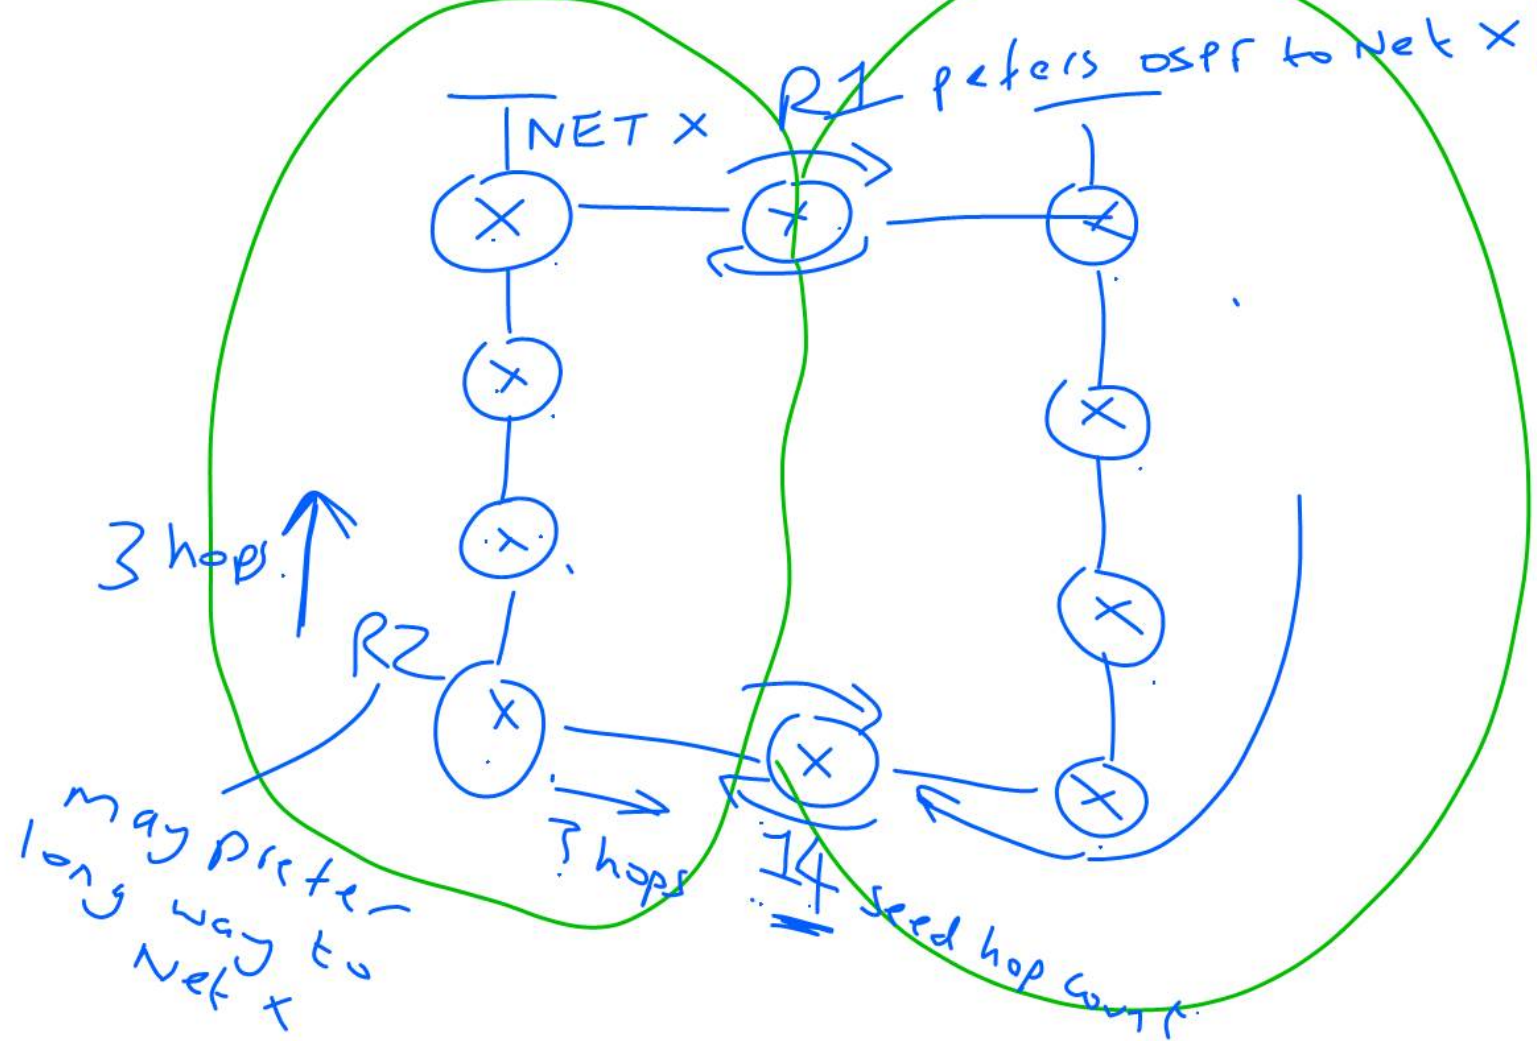 R1 pefers OSPF to Net X
NET X
3 hops.
R2
may prefer
long way to
Net X
3 hops
14
seed hop count